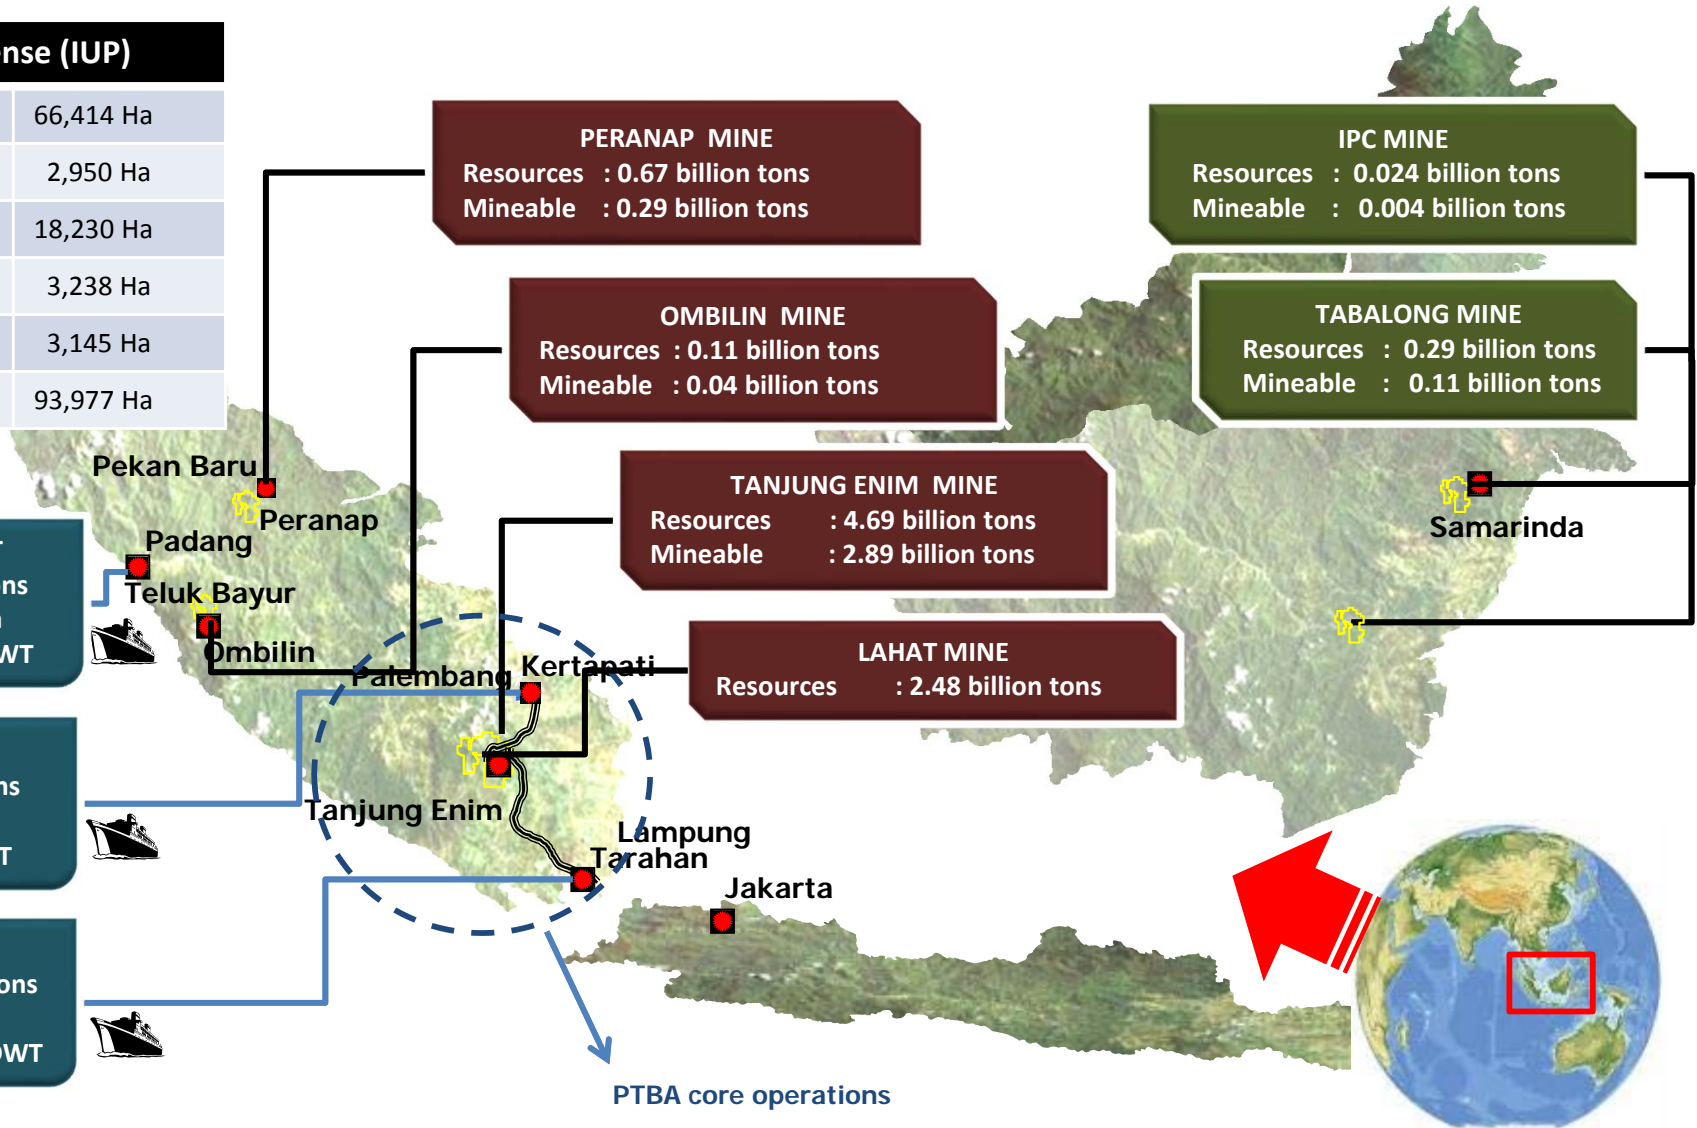 nse (IUP)
66,414 Ha
2,950 Ha
18,230 Ha
3,238 Ha
3,145 Ha
93,977 Ha
PERANAP MINE
Resources : 0.67 billion tons
Mineable : 0.29 billion tons
IPC MINE
Resources : 0.024 billion tons
Mineable : 0.004 billion tons
OMBILIN MINE
Resources : 0.11 billion tons
Mineable : 0.04 billion tons
TABALONG MINE
Resources : 0.29 billion tons
Mineable : 0.11 billion tons
TANJUNG ENIM MINE
Resources : 4.69 billion tons
Mineable : 2.89 billion tons
LAHAT MINE
Resources : 2.48 billion tons
Pekan Baru
Peranap
Padang
Teluk Bayur
Ombilin
Palembang
Kertapati
Tanjung Enim
Lampung
Tarahan
Jakarta
Samarinda
ns
WT
ns
T
ons
DWT
PTBA core operations